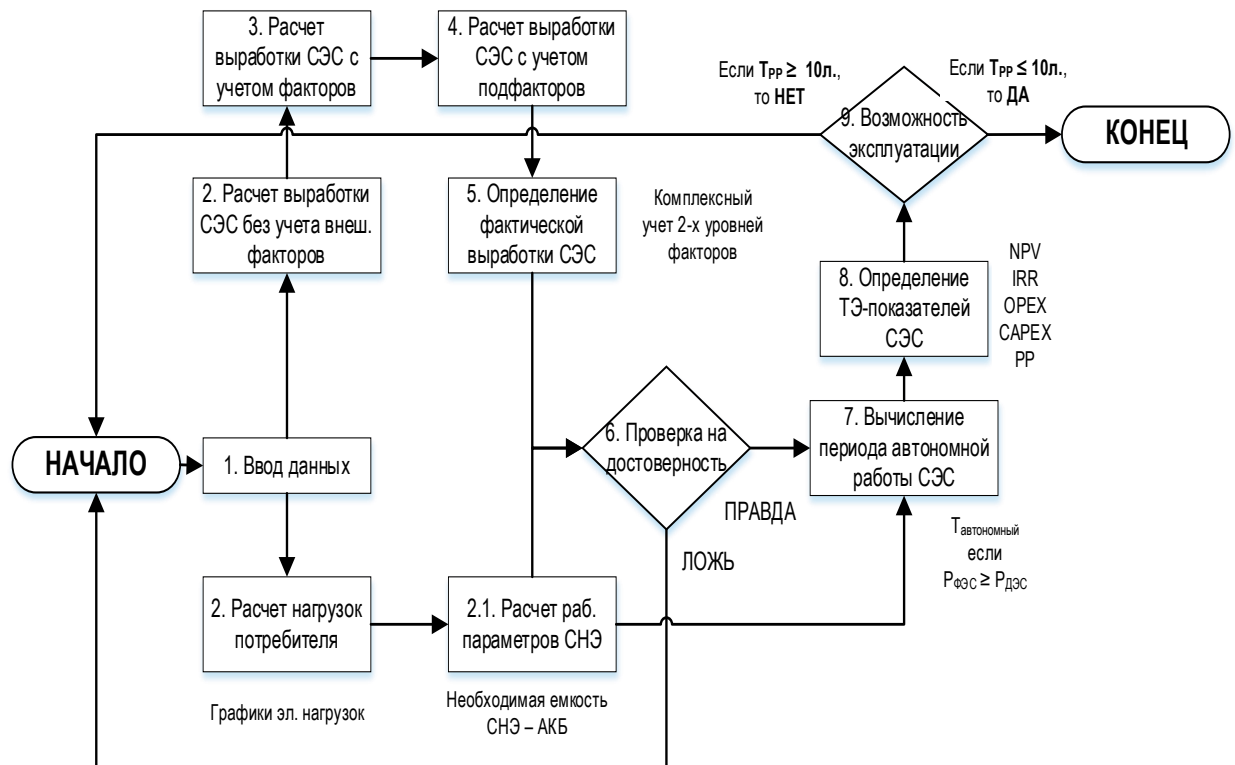 3. Расчет
выработки СЭС с
учетом факторов
4. Расчет выработки
СЭС с учетом
подфакторов
Если TPP ≥ 10л.,
то НЕТ
Если Tpp ≤ 10л.,
то ДА
9. Возможность
эксплуатации
КОНЕЦ
2. Расчет выработки
СЭС без учета внеш.
факторов
5. Определение
фактической
выработки СЭС
Комплексный
учет 2-х уровней
факторов
8. Определение
ТЭ-показателей
СЭС
NPV
IRR
OPEX
CAPEX
PP
НАЧАЛО
1. Ввод данных
6. Проверка на
достоверность
7. Вычисление
периода автономной
работы СЭС
ПРАВДА
ЛОЖЬ
Tавтономный
если
PФЭС ≥ PДЭС
2. Расчет нагрузок
потребителя
2.1. Расчет раб.
параметров СНЭ
Графики эл. нагрузок
Необходимая емкость
СНЭ – АКБ